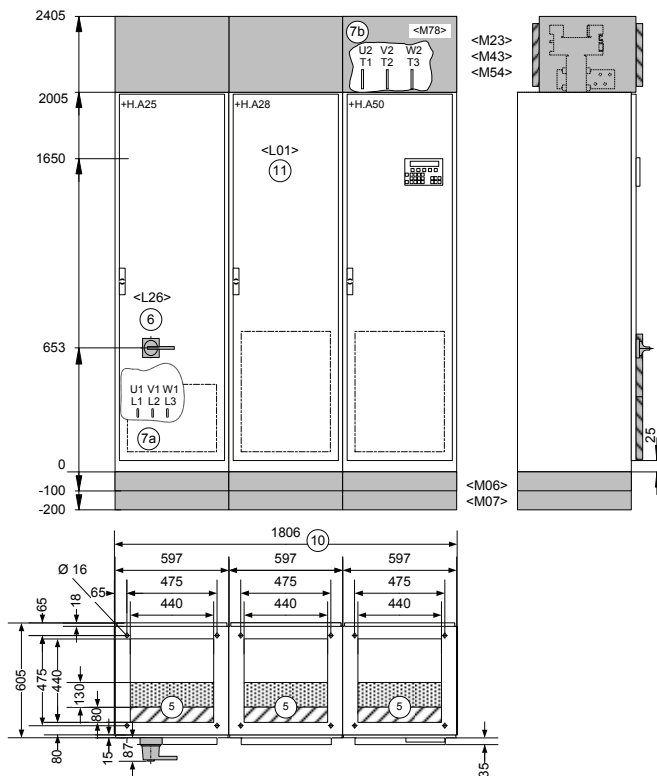 2405
7b
<M78>
U2 V2 W2
T1 T2 T3
<M23>
<M43>
<M54>
2005
+H.A25
+H.A28
+H.A50
1650
<L01>
11
<L26>
6
653
U1 V1 W1
L1 L2 L3
7a
25
0
-100
-200
<M06>
<M07>
1806
10
597
597
597
Ø 16
65
475
475
475
440
440
440
65
18
605
475
440
130
80
5
5
5
80
15
87
35